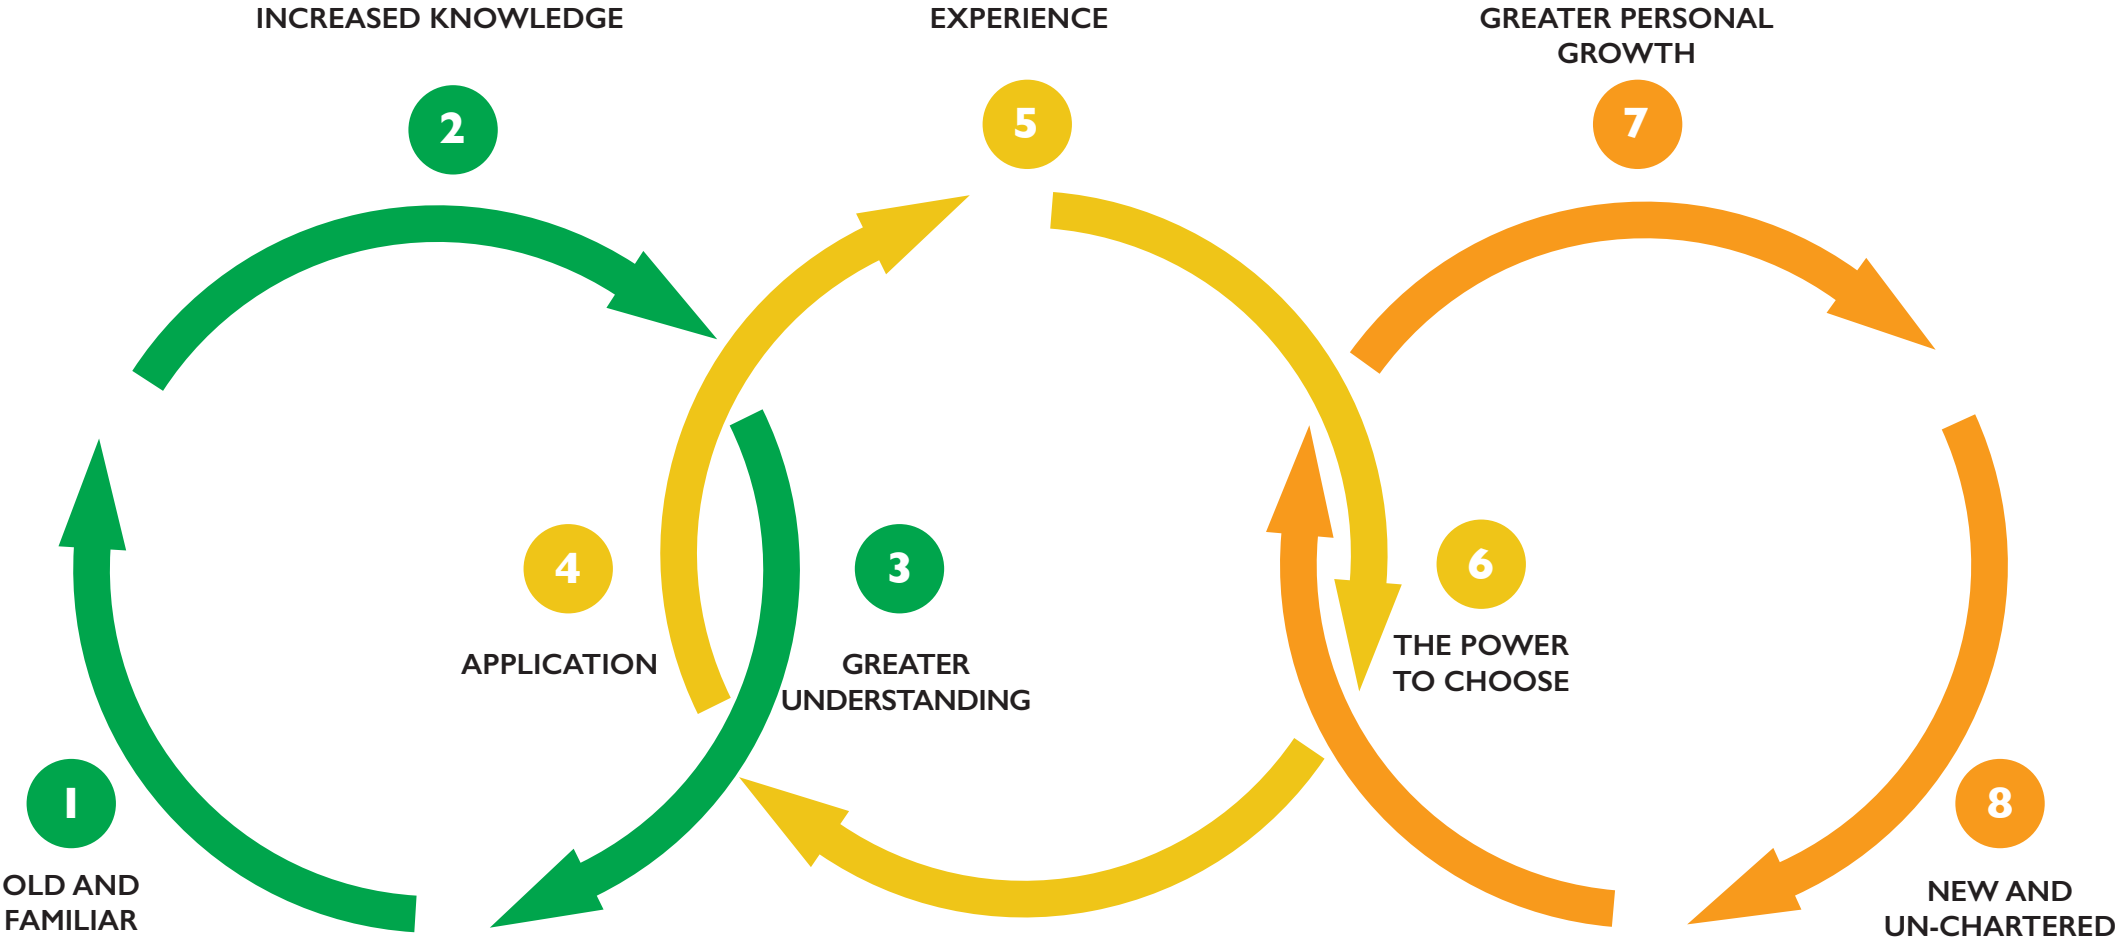 INCREASED KNOWLEDGE
EXPERIENCE
GREATER PERSONAL
GROWTH
2
5
7
4
3
6
APPLICATION
GREATER
UNDERSTANDING
THE POWER
TO CHOOSE
1
8
OLD AND
FAMILIAR
NEW AND
UN-CHARTERED